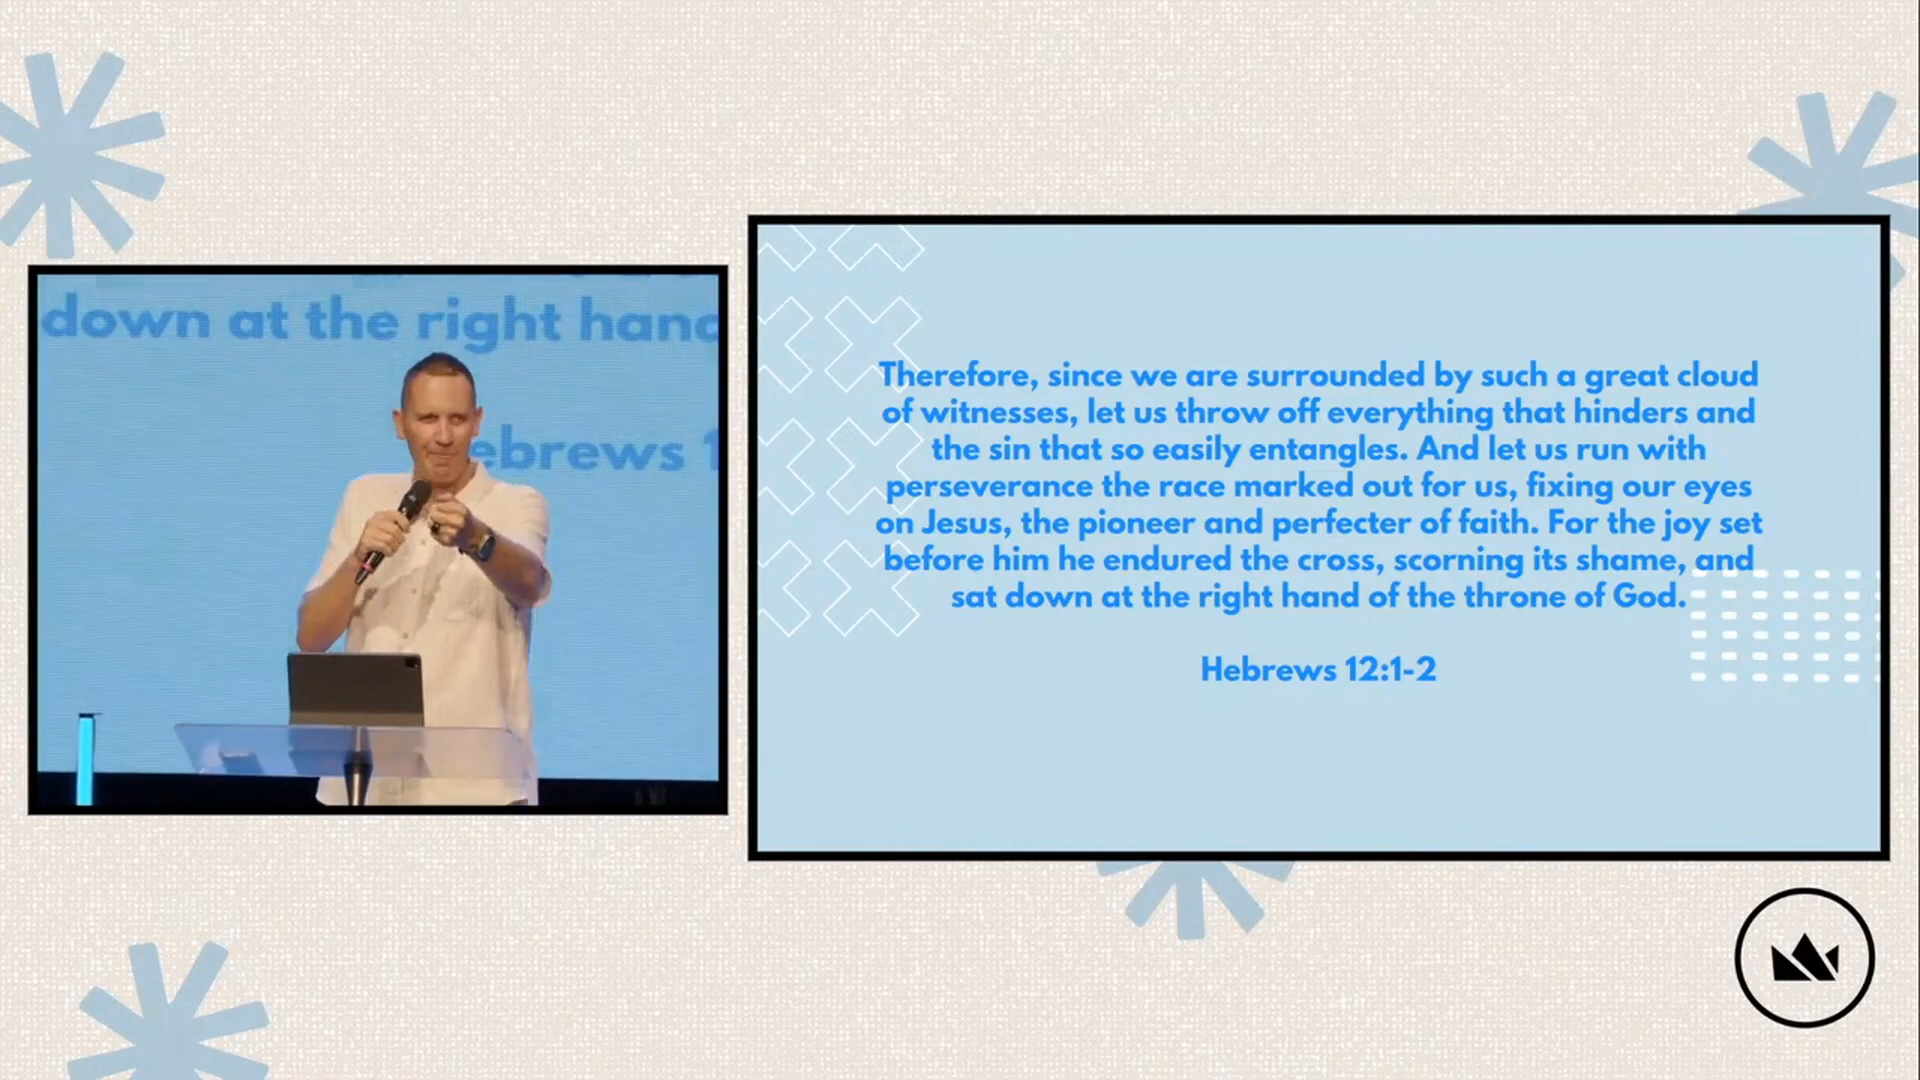 down at the right hand
ebrews 1
Therefore, since we are surrounded by such a great cloud
of witnesses, let us throw off everything that hinders and
the sin that so easily entangles. And let us run with
perseverance the race marked out for us, fixing our eyes
on Jesus, the pioneer and perfecter of faith. For the joy set
before him he endured the cross, scorning its shame, and
sat down at the right hand of the throne of God.
Hebrews 12:1-2